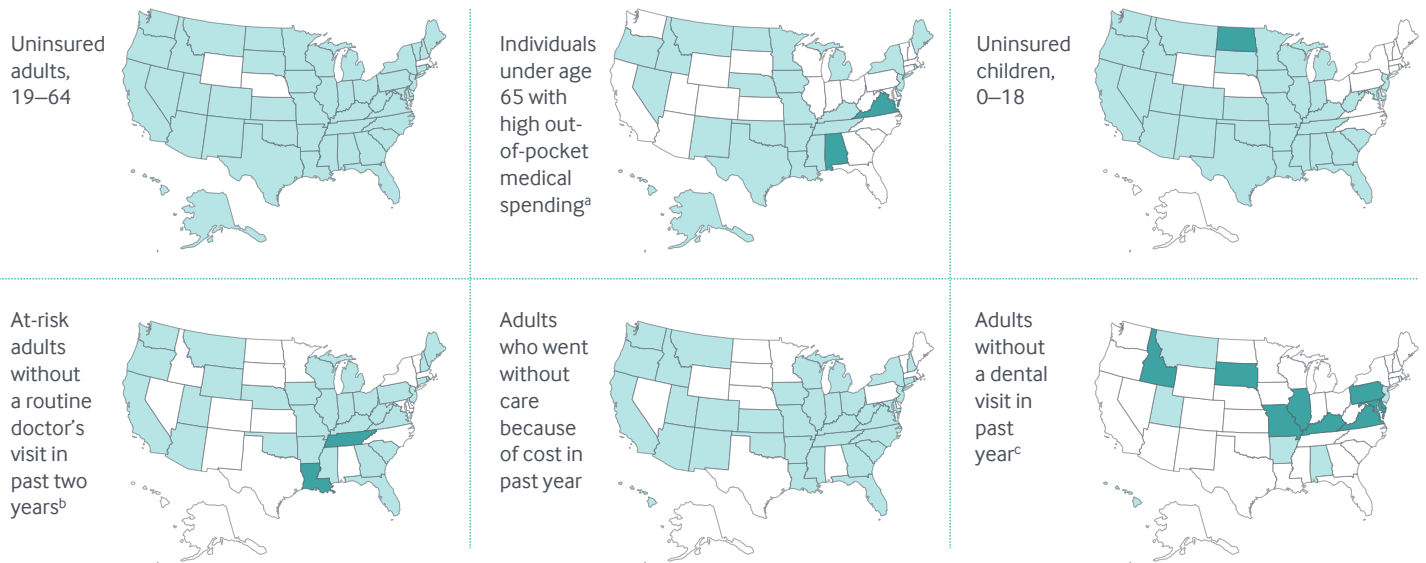 Uninsured
adults,
19–64
Individuals
under age
65 with
high out-
of-pocket
medical
spendingᵃ
Uninsured
children,
0–18
At-risk
adults
without
a routine
doctor’s
visit in
past two
yearsᵇ
Adults
who went
without
care
because
of cost in
past year
Adults
without
a dental
visit in
past
yearᶜ